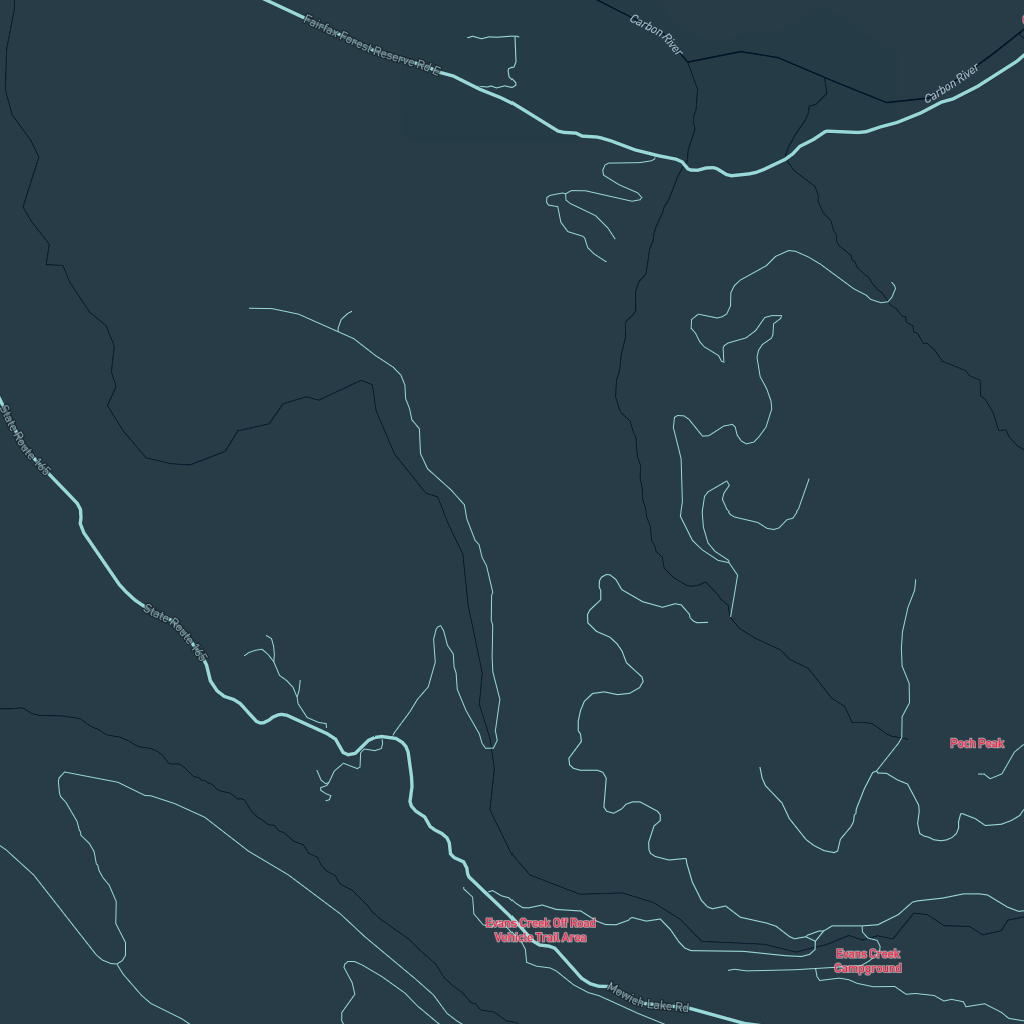 Carbon River
Fairfax Forest Reserve Rd E
Carbon River
State Route 165
State Route 165
Poch Peak
Evans Creek Off Road
Vehicle Trail Area
Evans Creek
Campground
Mowich Lake Rd